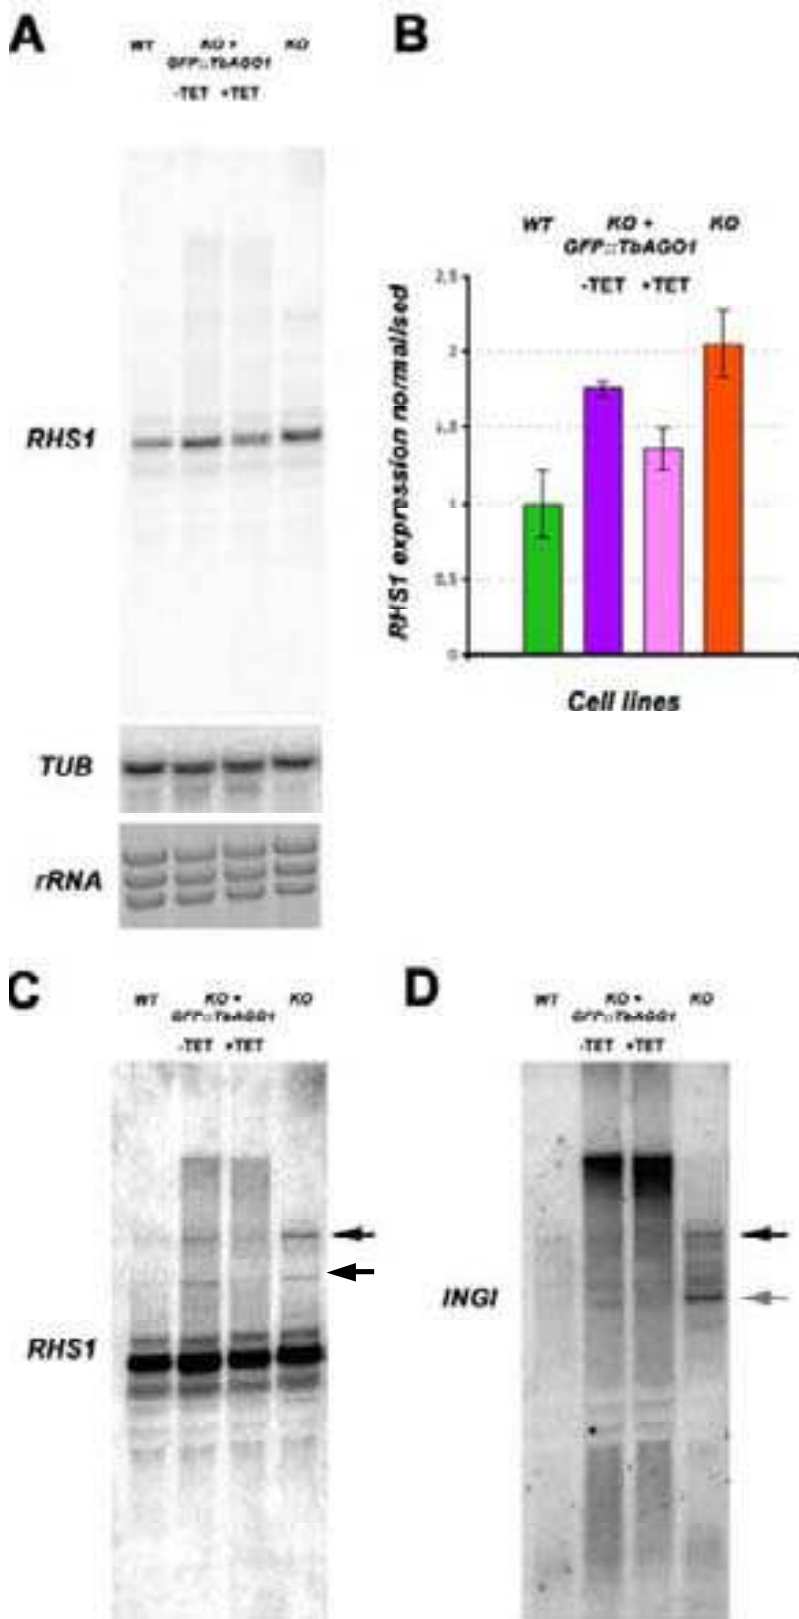 A
WT KO + KO
GFP::TbAGO1
-TET +TET
RHS1
TUB
rRNA
B
WT KO + KO
GFP::TbAGO1
-TET +TET
2.5
2
1.5
1
0.5
0
RHS1 expression normalised
Cell lines
C
WT KO + KO
GFP::TbAGO1
-TET +TET
RHS1
D
WT KO + KO
GFP::TbAGO1
-TET +TET
INGI